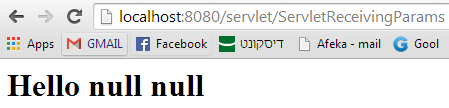 localhost:8080/servlet/ServletReceivingParams
Apps GMAIL Facebook דיסקונט Afeka - mail Gool
Hello null null